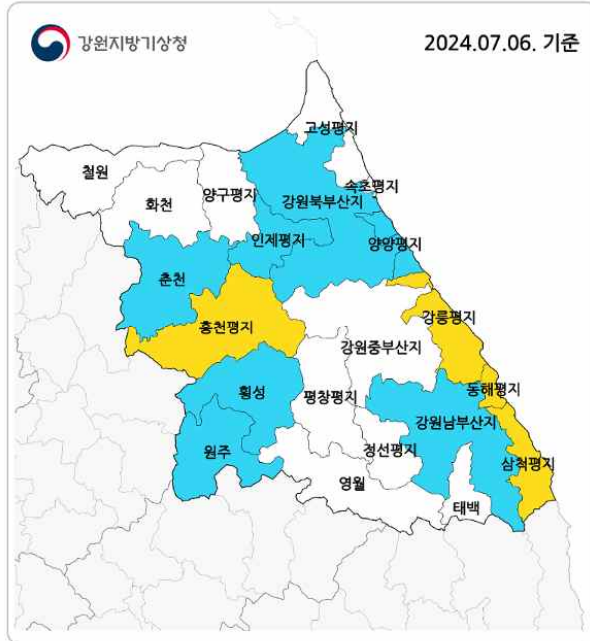 강원지방기상청
2024.07.06. 기준
고성평지
철원
속초평지
양구평지
강원북부산지
화천
인제평지
양양평지
춘천
강릉평지
홍천평지
강원중부산지
동해평지
횡성
평창평지
강원남부산지
원주
정선평지
삼척평지
영월
태백